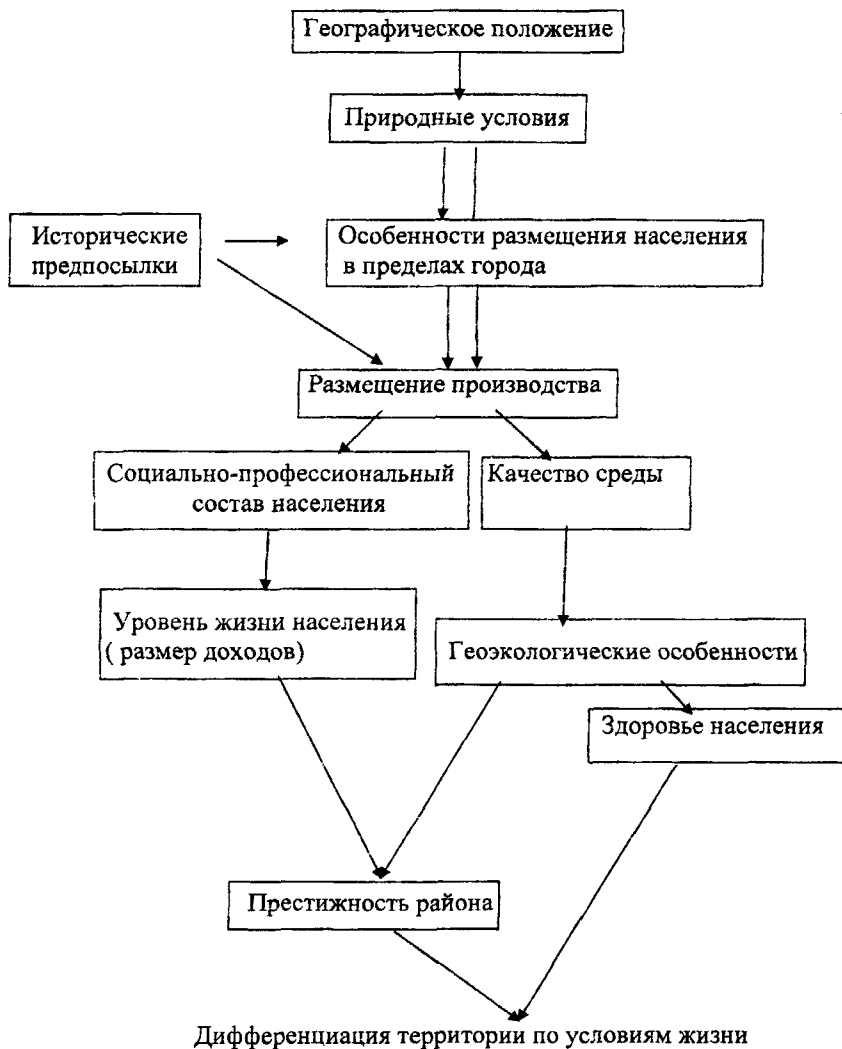 Географическое положение
Природные условия
Исторические
предпосылки
Особенности размещения населения
в пределах города
Размещение производства
Социально-профессиональный
состав населения
Качество среды
Уровень жизни населения
( размер доходов)
Геоэкологические особенности
Здоровье населения
Престижность района
Дифференциация территории по условиям жизни